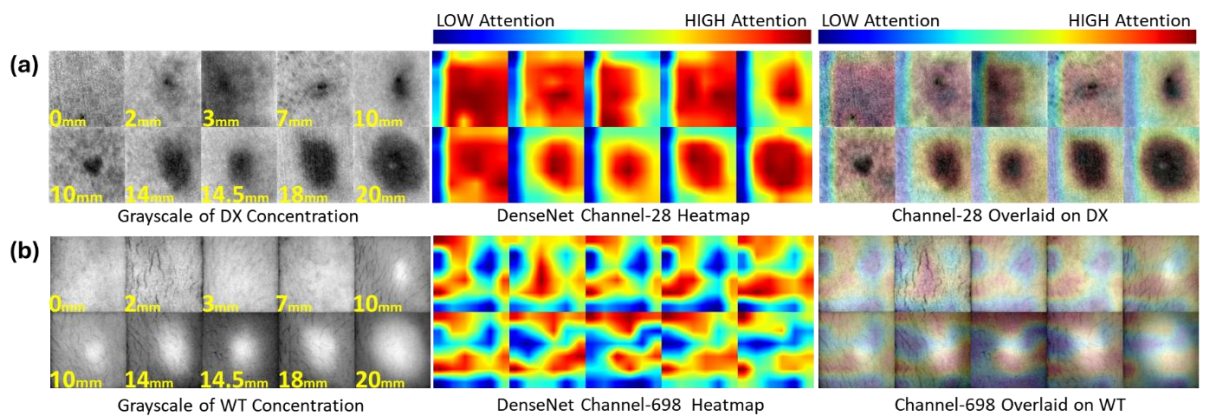 LOW Attention HIGH Attention LOW Attention HIGH Attention
(a)
0mm 2mm 3mm 7mm 10mm
10mm 14mm 14.5mm 18mm 20mm
Grayscale of DX Concentration DenseNet Channel-28 Heatmap Channel-28 Overlaid on DX
(b)
0mm 2mm 3mm 7mm 10mm
10mm 14mm 14.5mm 18mm 20mm
Grayscale of WT Concentration DenseNet Channel-698 Heatmap Channel-698 Overlaid on WT